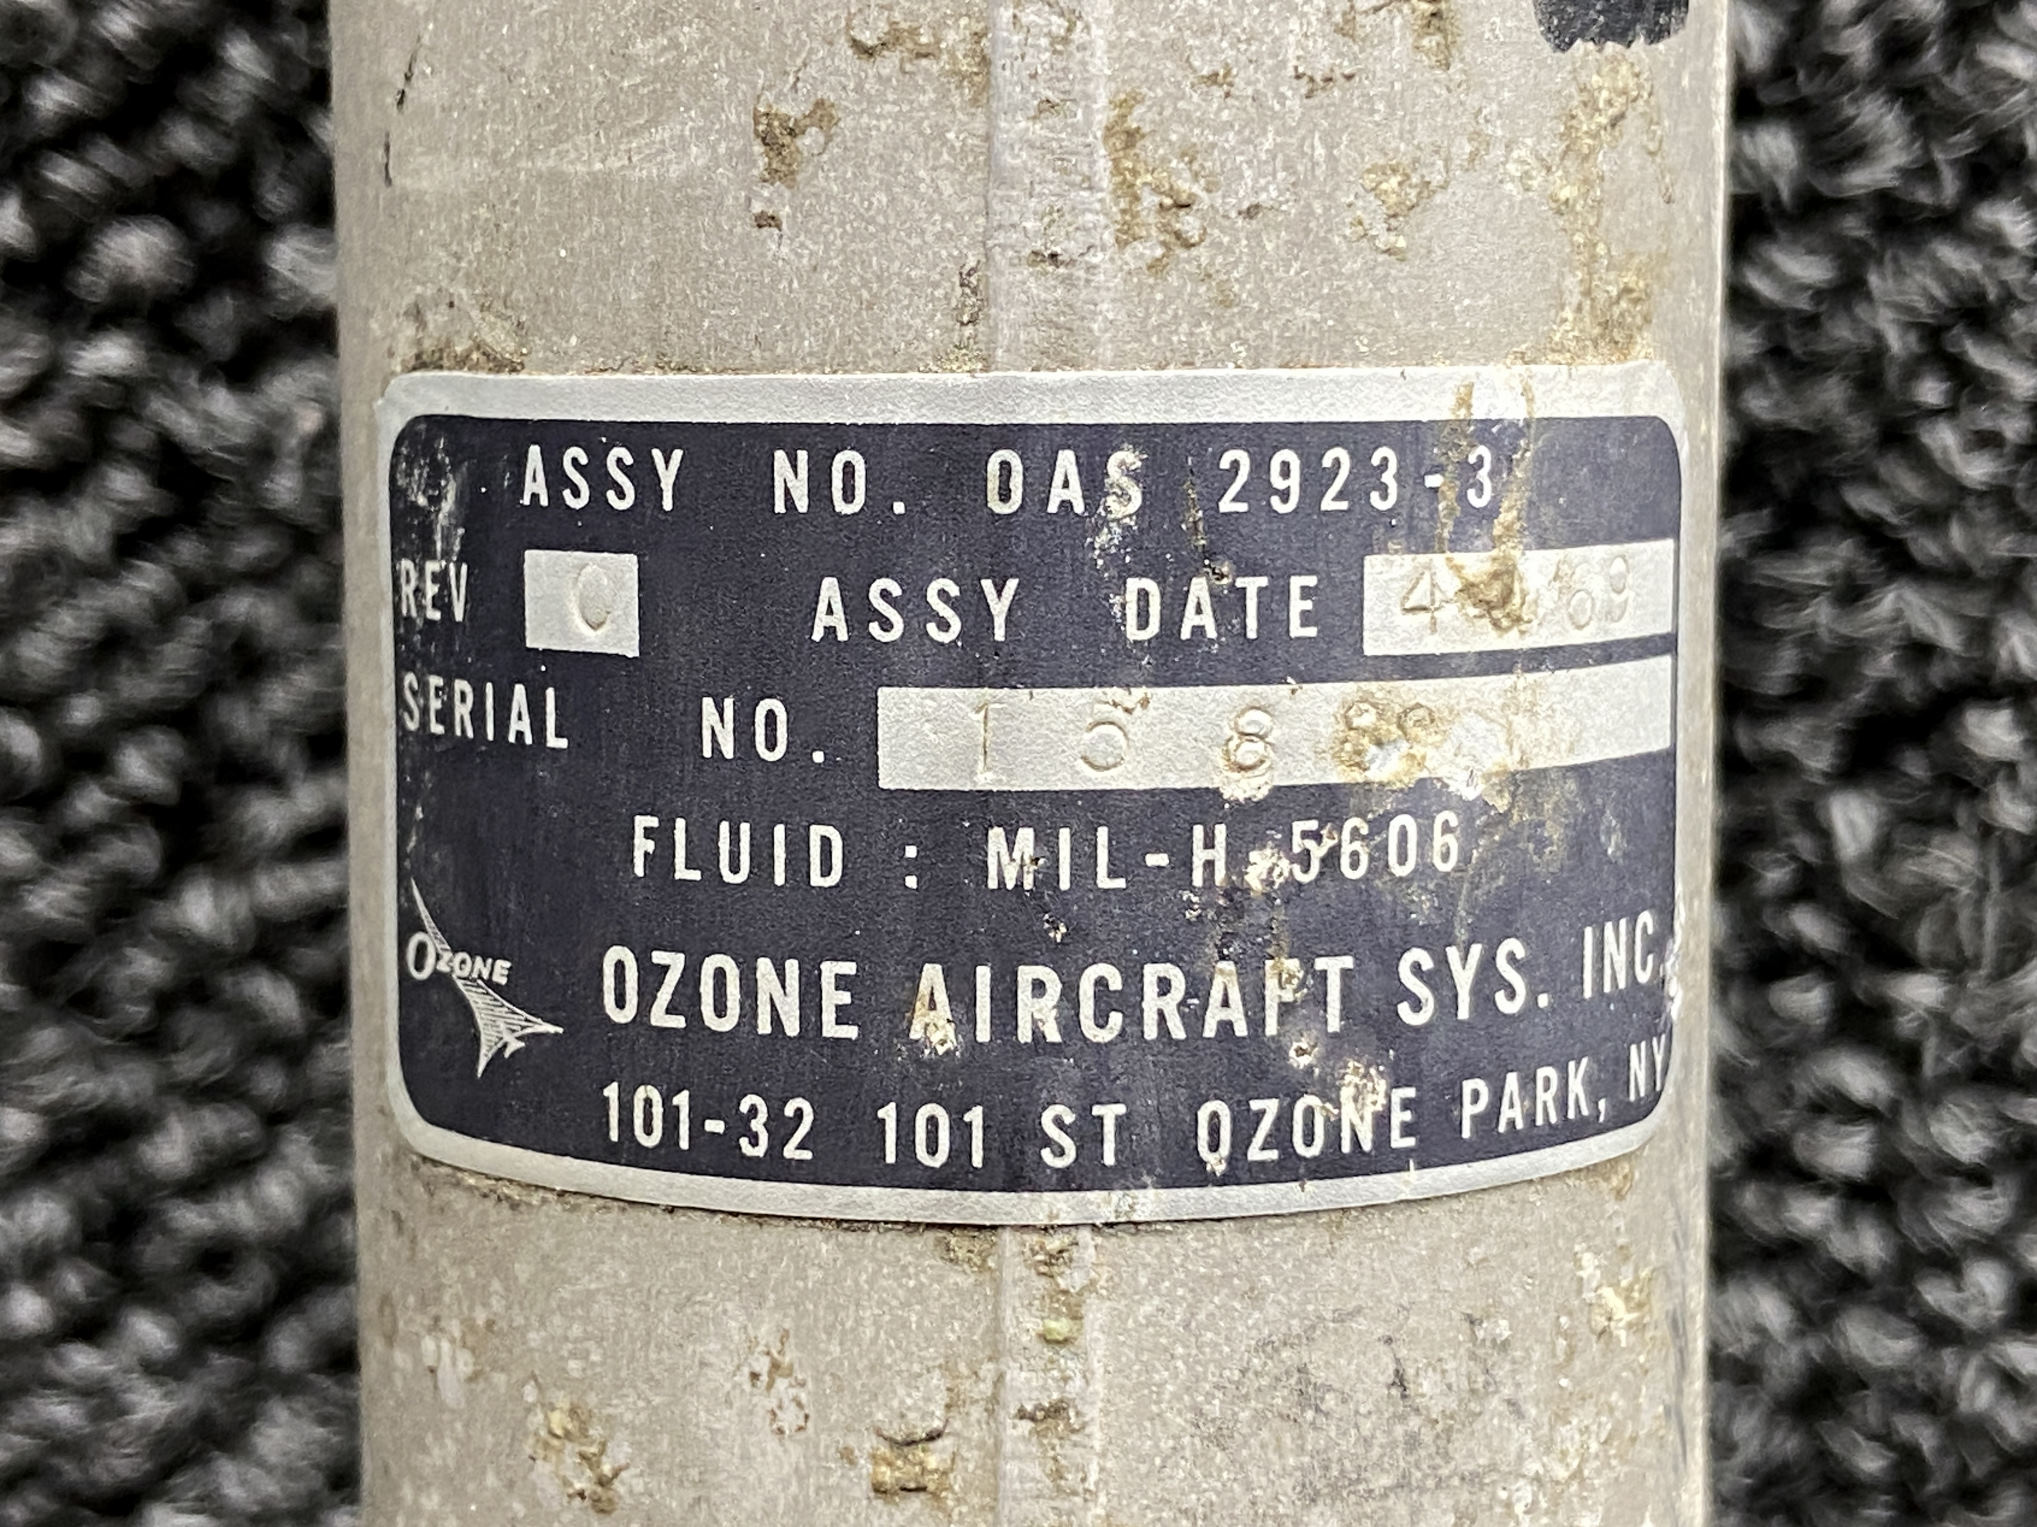 ASSY NO. OAS 2923-3
REV C ASSY DATE
SERIAL NO.
FLUID : MIL-H-5606
OZONE
OZONE AIRCRAFT SYS. INC.
101-32 101 ST OZONE PARK, NY